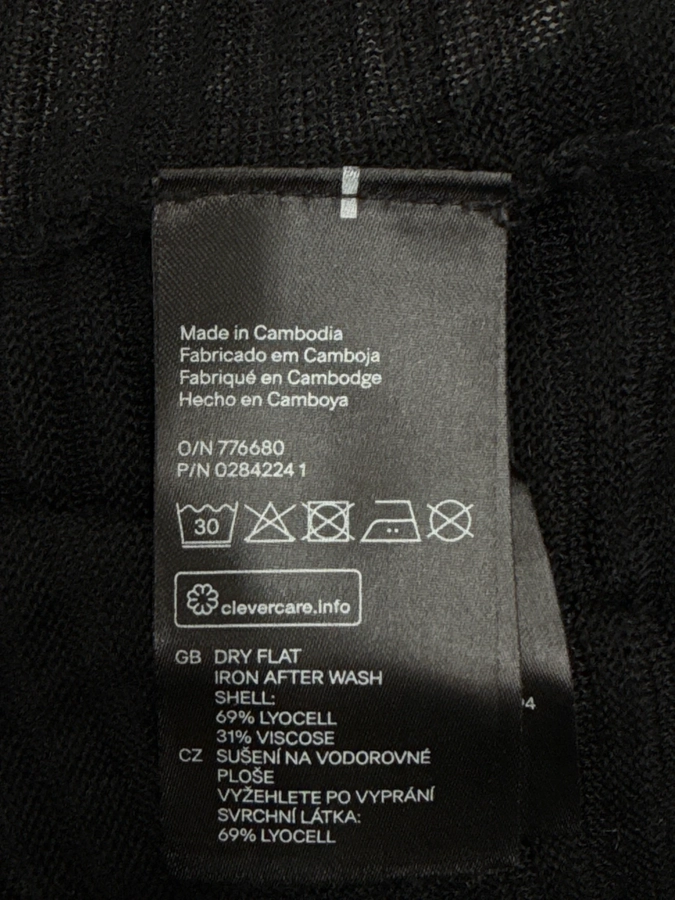 Made in Cambodia
Fabricado em Camboja
Fabriqué en Cambodge
Hecho en Camboya
O/N 776680
P/N 02842241
30
clevercare.info
GB DRY FLAT
IRON AFTER WASH
SHELL:
69% LYOCELL
31% VISCOSE
CZ SUŠENÍ NA VODOROVNÉ
PLOŠE
VYŽEHLETE PO VYPRÁNÍ
SVRCHNÍ LÁTKA:
69% LYOCELL